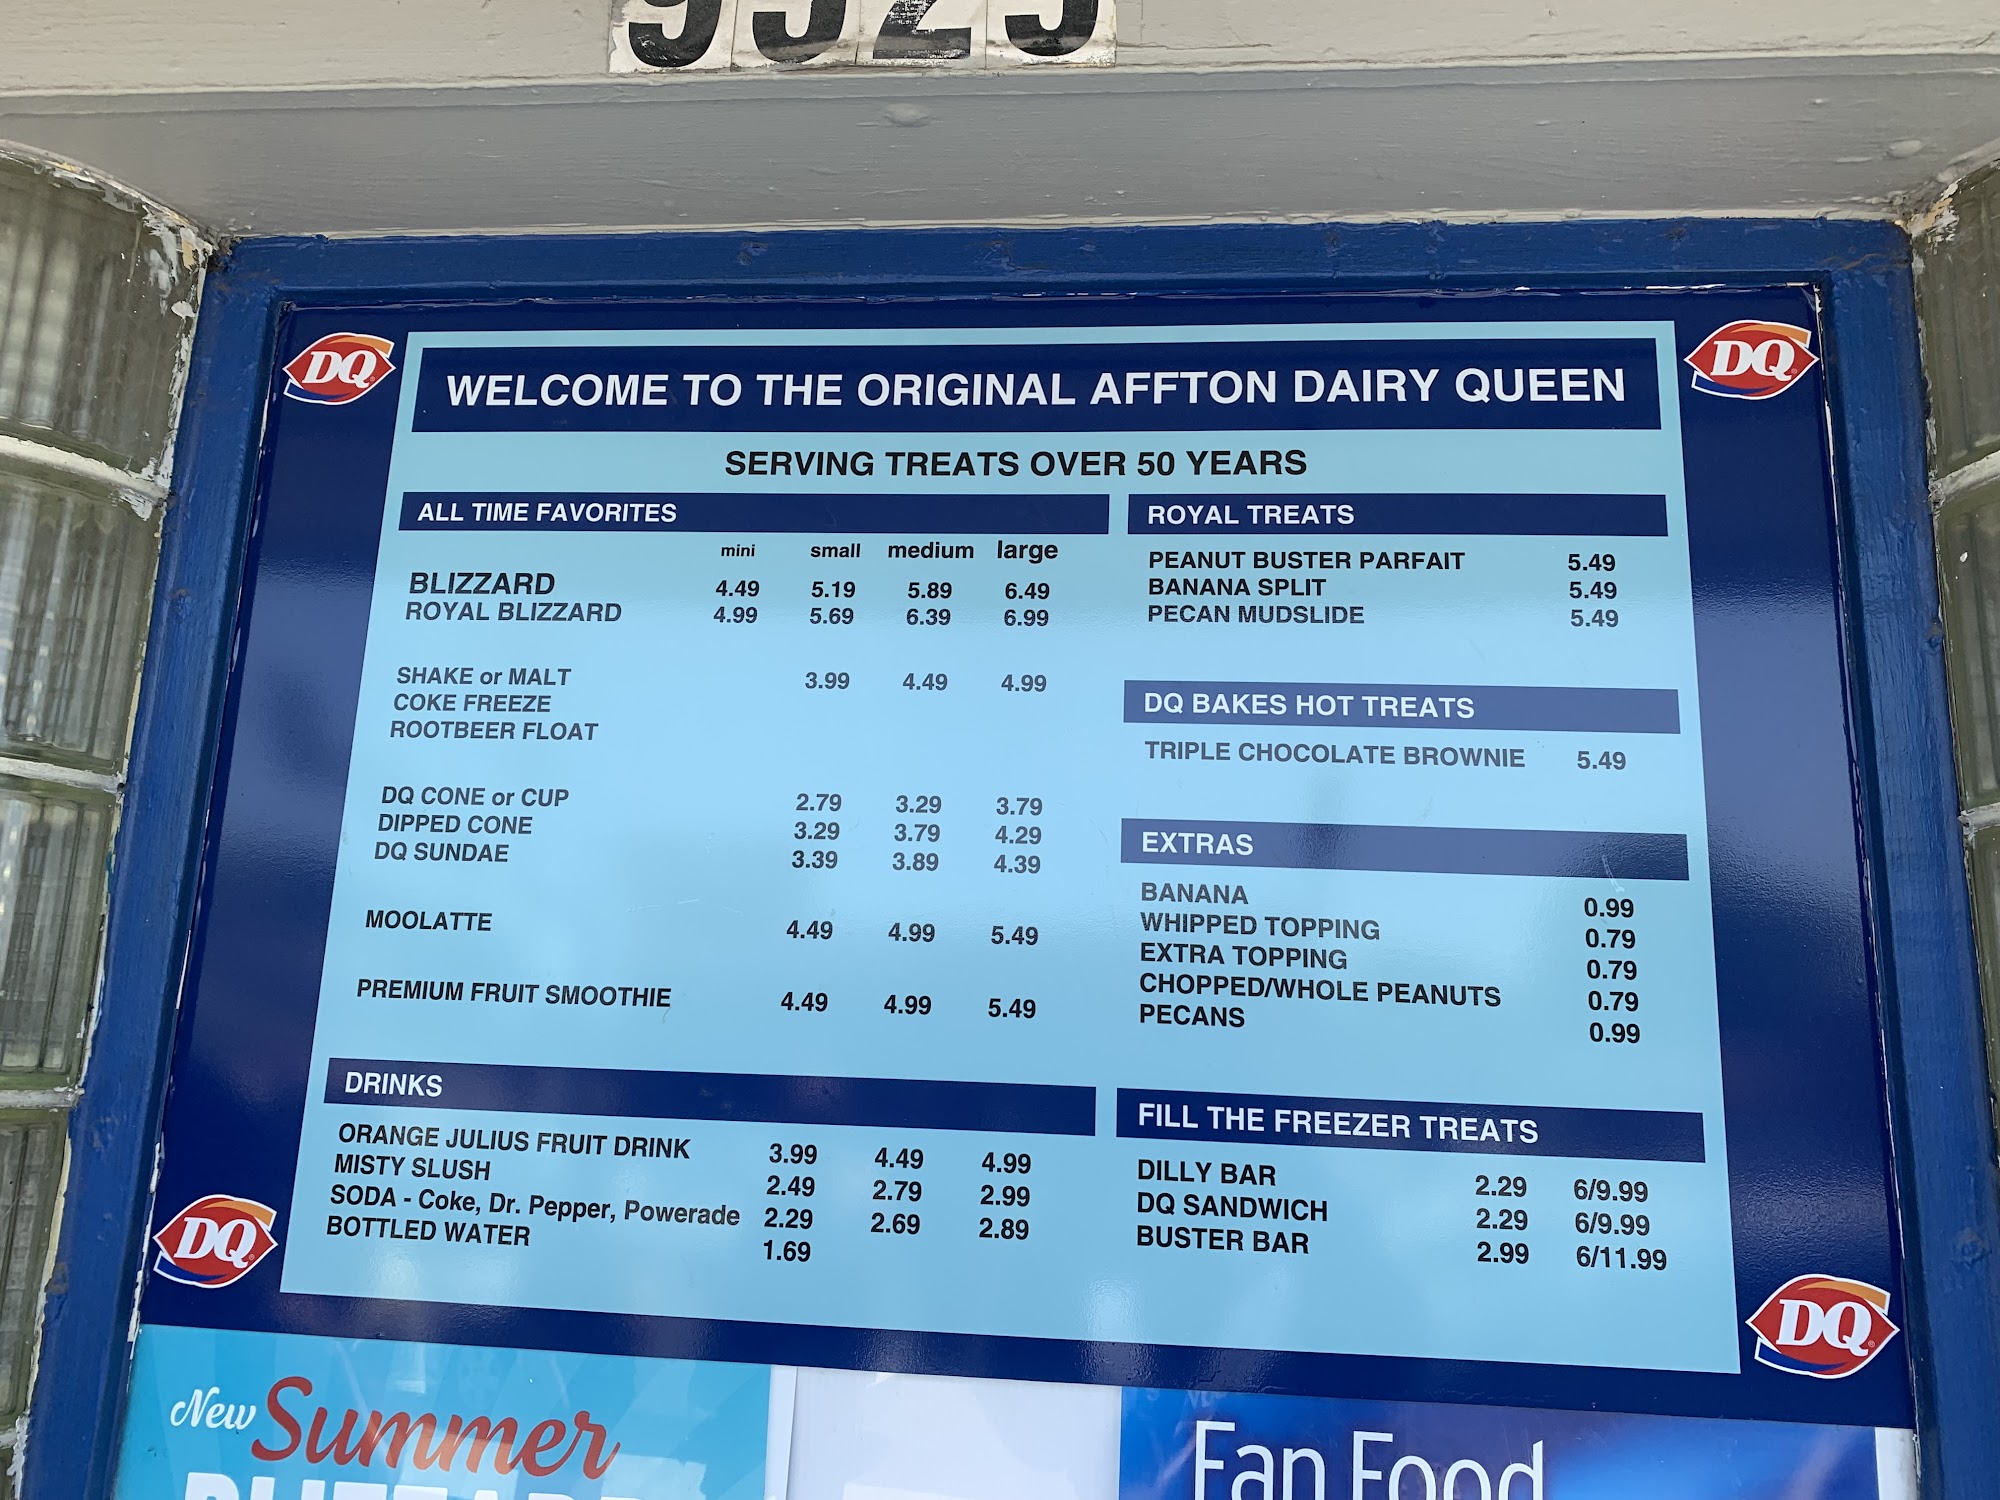 9525
DQ
DQ
WELCOME TO THE ORIGINAL AFFTON DAIRY QUEEN
SERVING TREATS OVER 50 YEARS
ALL TIME FAVORITES
mini small medium large
BLIZZARD 4.49 5.19 5.89 6.49
ROYAL BLIZZARD 4.99 5.69 6.39 6.99
SHAKE or MALT 3.99 4.49 4.99
COKE FREEZE
ROOTBEER FLOAT
DQ CONE or CUP 2.79 3.29 3.79
DIPPED CONE 3.29 3.79 4.29
DQ SUNDAE 3.39 3.89 4.39
MOOLATTE 4.49 4.99 5.49
PREMIUM FRUIT SMOOTHIE 4.49 4.99 5.49
DRINKS
ORANGE JULIUS FRUIT DRINK 3.99 4.49 4.99
MISTY SLUSH 2.49 2.79 2.99
SODA - Coke, Dr. Pepper, Powerade 2.29 2.69 2.89
BOTTLED WATER 1.69
ROYAL TREATS
PEANUT BUSTER PARFAIT 5.49
BANANA SPLIT 5.49
PECAN MUDSLIDE 5.49
DQ BAKES HOT TREATS
TRIPLE CHOCOLATE BROWNIE 5.49
EXTRAS
BANANA 0.99
WHIPPED TOPPING 0.79
EXTRA TOPPING 0.79
CHOPPED/WHOLE PEANUTS 0.79
PECANS 0.99
FILL THE FREEZER TREATS
DILLY BAR 2.29 6/9.99
DQ SANDWICH 2.29 6/9.99
BUSTER BAR 2.99 6/11.99
DQ
DQ
New Summer
Fan Food